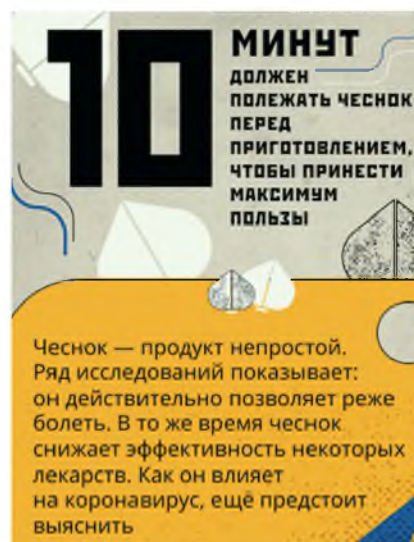 10
МИНУТ
ДОЛЖЕН
ПОЛЕЖАТЬ ЧЕСНОК
ПЕРЕД
ПРИГОТОВЛЕНИЕМ,
ЧТОБЫ ПРИНЕСТИ
МАКСИМУМ
ПОЛЬЗЫ
Чеснок — продукт непростой.
Ряд исследований показывает:
он действительно позволяет реже
болеть. В то же время чеснок
снижает эффективность некоторых
лекарств. Как он влияет
на коронавирус, ещё предстоит
выяснить